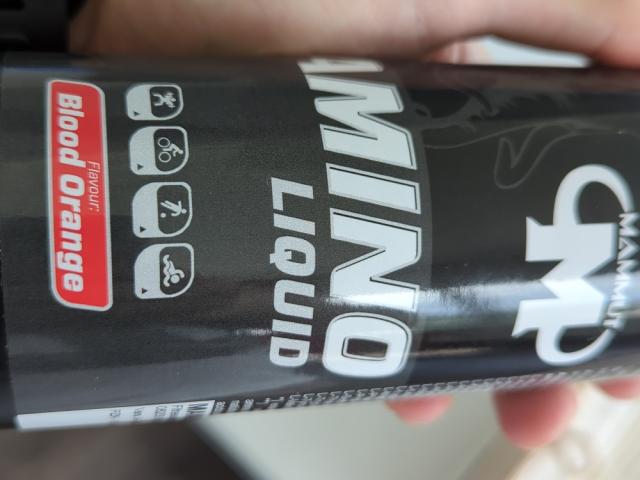 MAMMUT
AMINO
LIQUID
Flavour:
Blood Orange